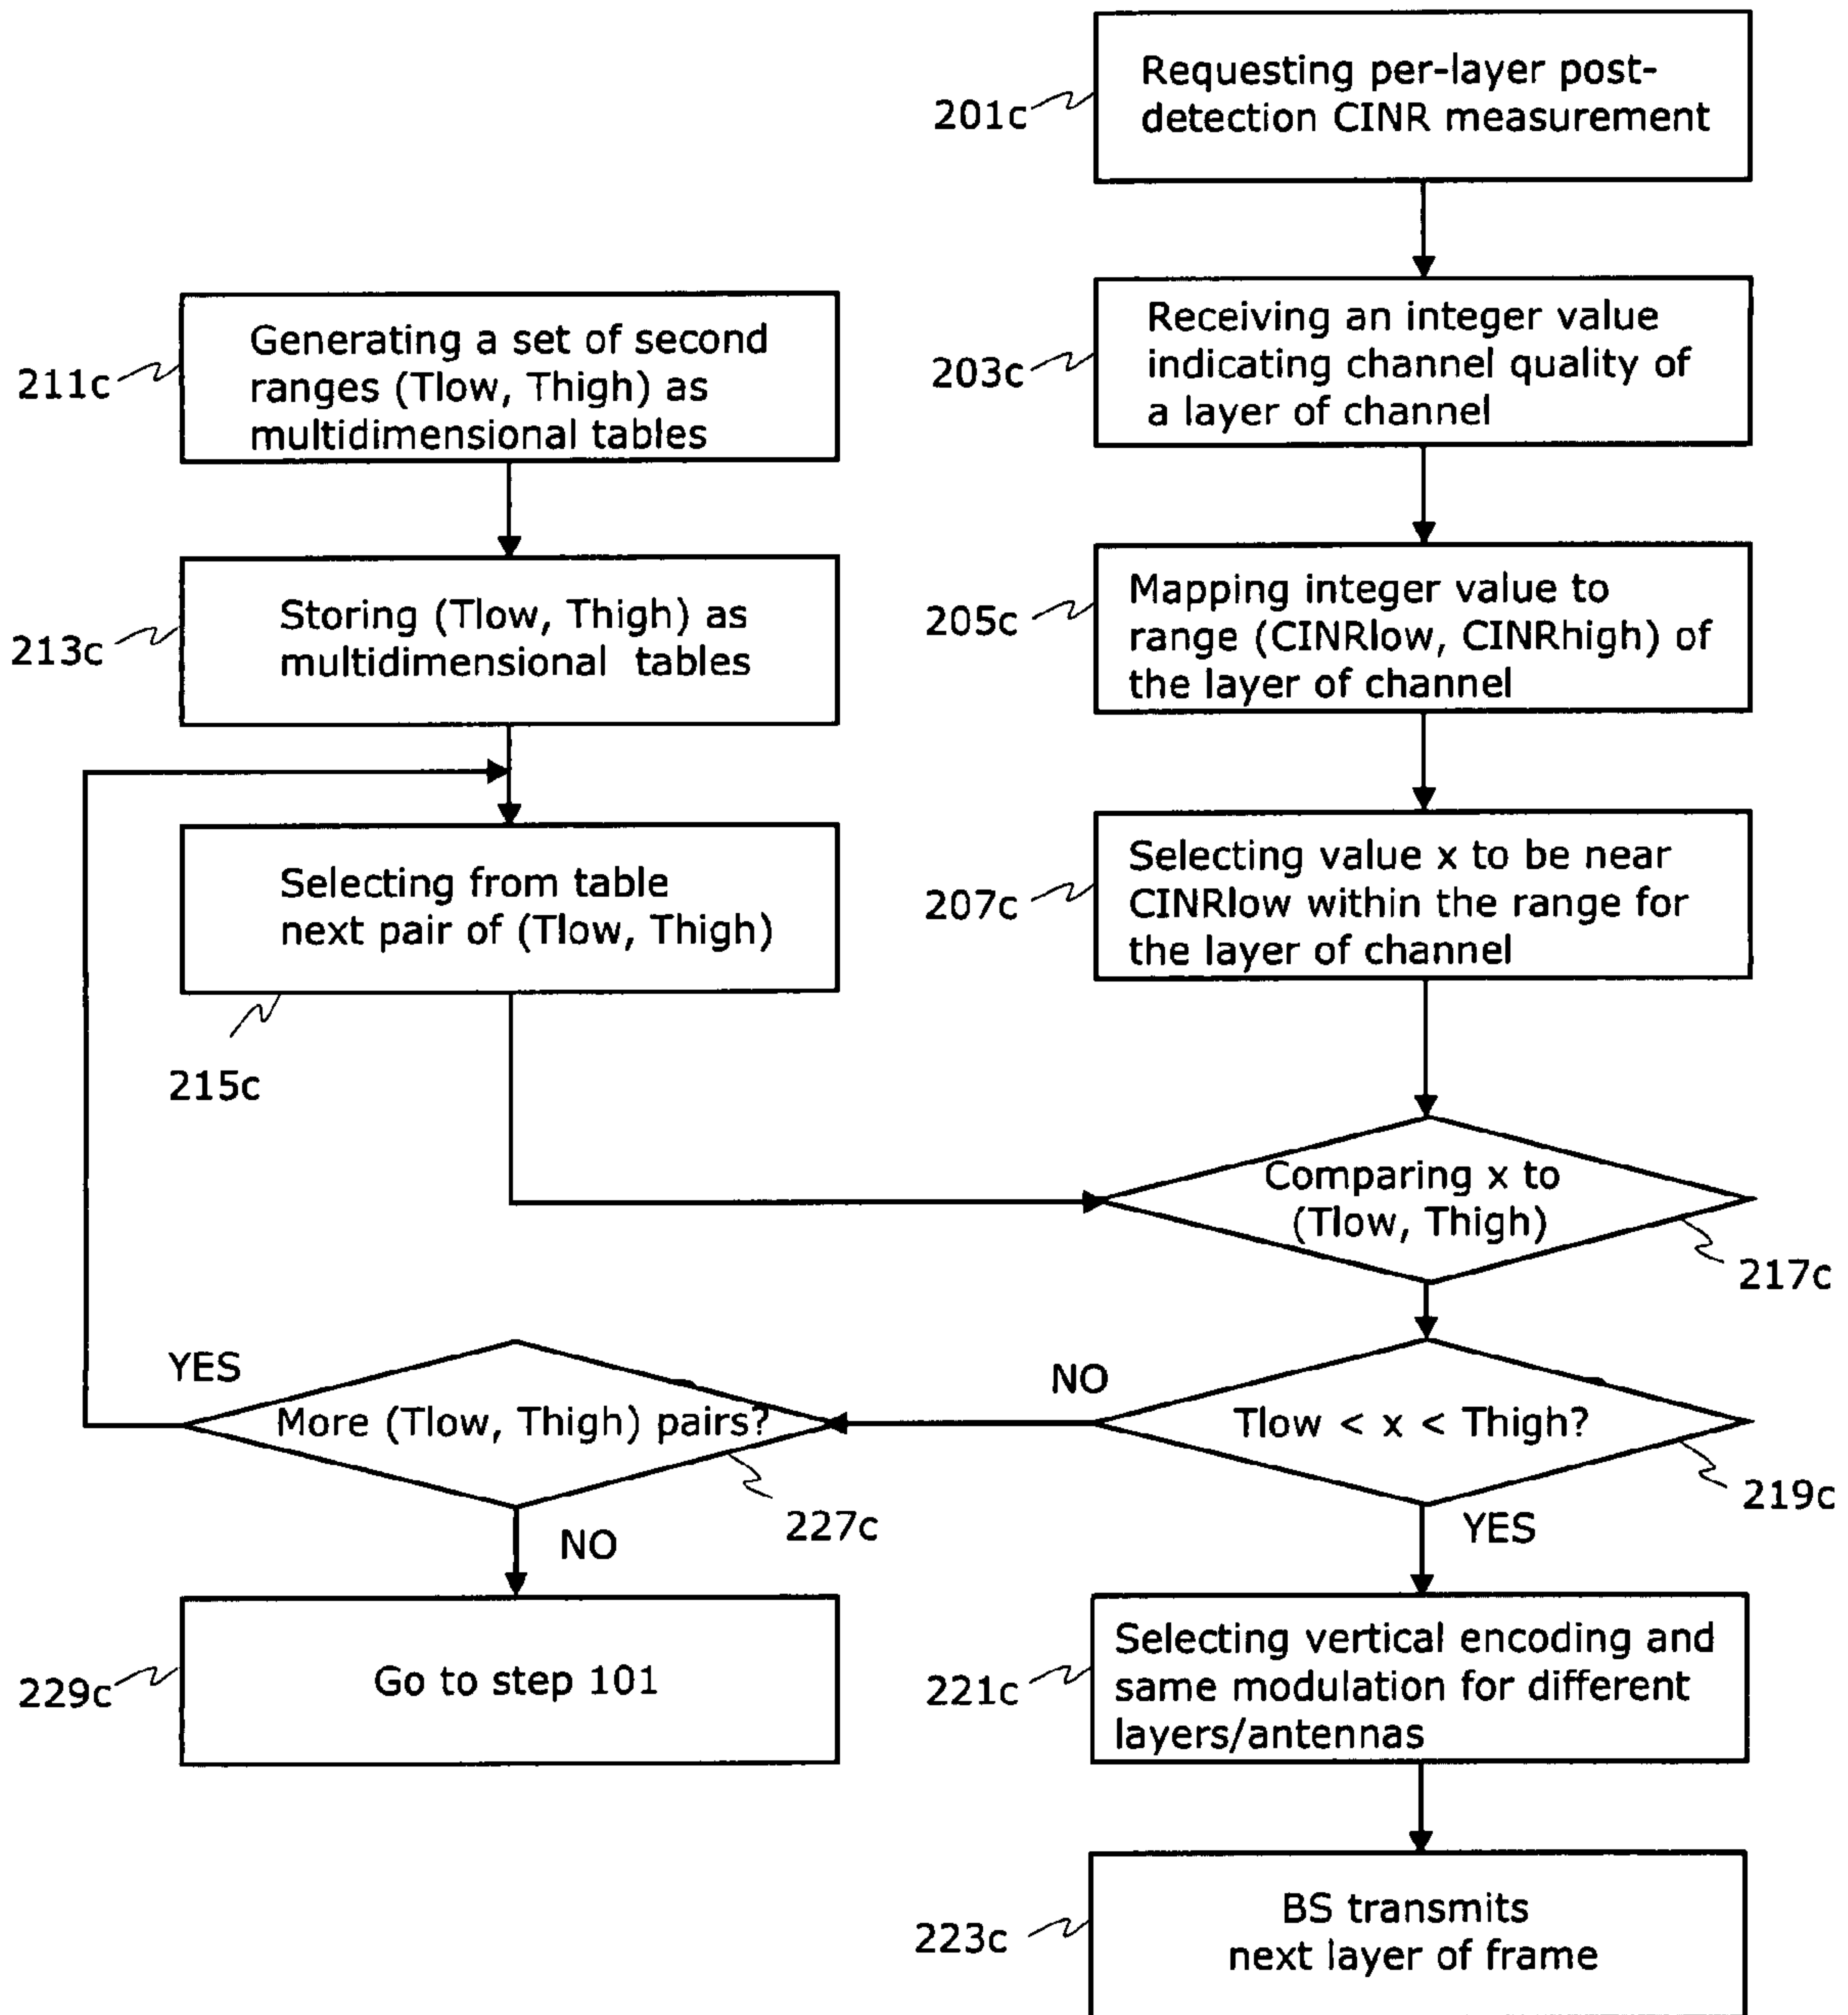 201c
Requesting per-layer post-
detection CINR measurement
211c
Generating a set of second
ranges (Tlow, Thigh) as
multidimensional tables
203c
Receiving an integer value
indicating channel quality of
a layer of channel
213c
Storing (Tlow, Thigh) as
multidimensional tables
205c
Mapping integer value to
range (CINRlow, CINRhigh) of
the layer of channel
Selecting from table
next pair of (Tlow, Thigh)
215c
207c
Selecting value x to be near
CINRlow within the range for
the layer of channel
Comparing x to
(Tlow, Thigh)
217c
YES
More (Tlow, Thigh) pairs?
227c
NO
NO
Tlow < x < Thigh?
219c
YES
229c
Go to step 101
221c
Selecting vertical encoding and
same modulation for different
layers/antennas
223c
BS transmits
next layer of frame